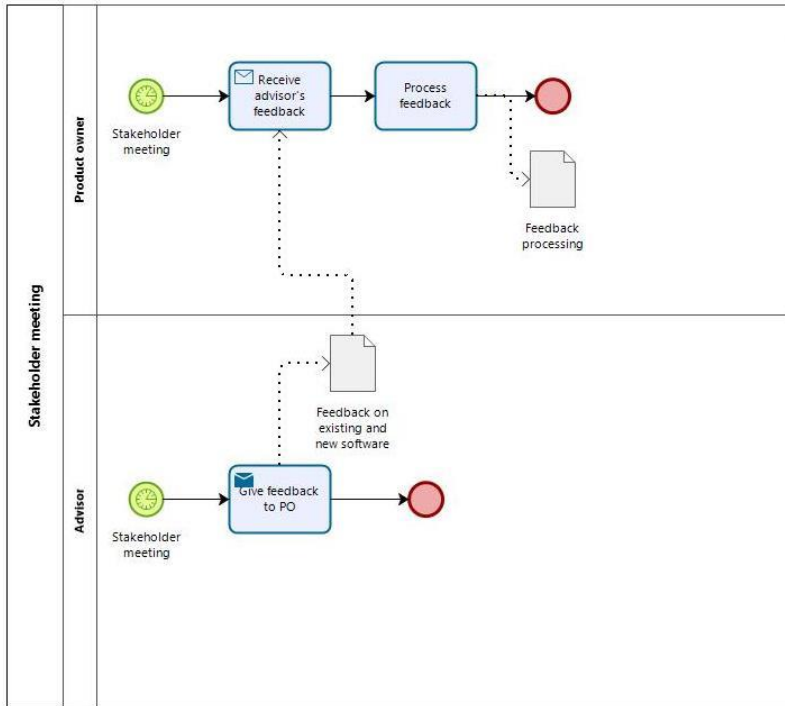 Stakeholder meeting
Product owner
Stakeholder
meeting
Receive
advisor's
feedback
Process
feedback
Feedback
processing
Advisor
Stakeholder
meeting
Give feedback
to PO
Feedback on
existing and
new software